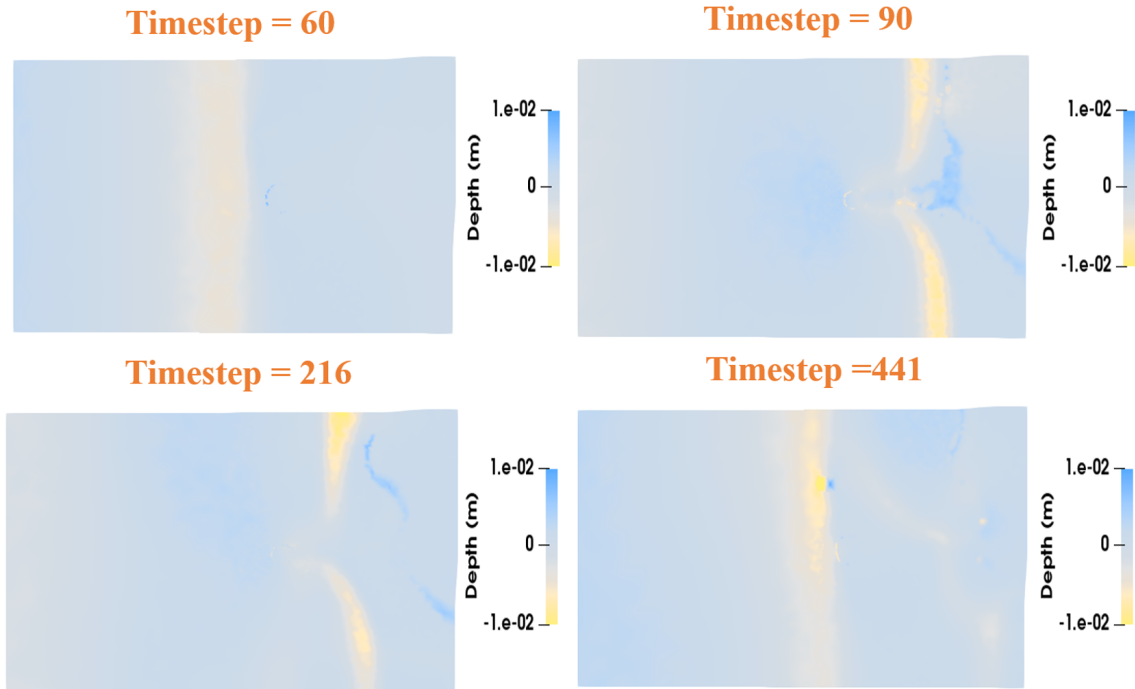 Timestep = 60
1.e-02
0
-1.e-02
Depth (m)
Timestep = 90
1.e-02
0
-1.e-02
Depth (m)
Timestep = 216
1.e-02
0
-1.e-02
Depth (m)
Timestep =441
1.e-02
0
-1.e-02
Depth (m)